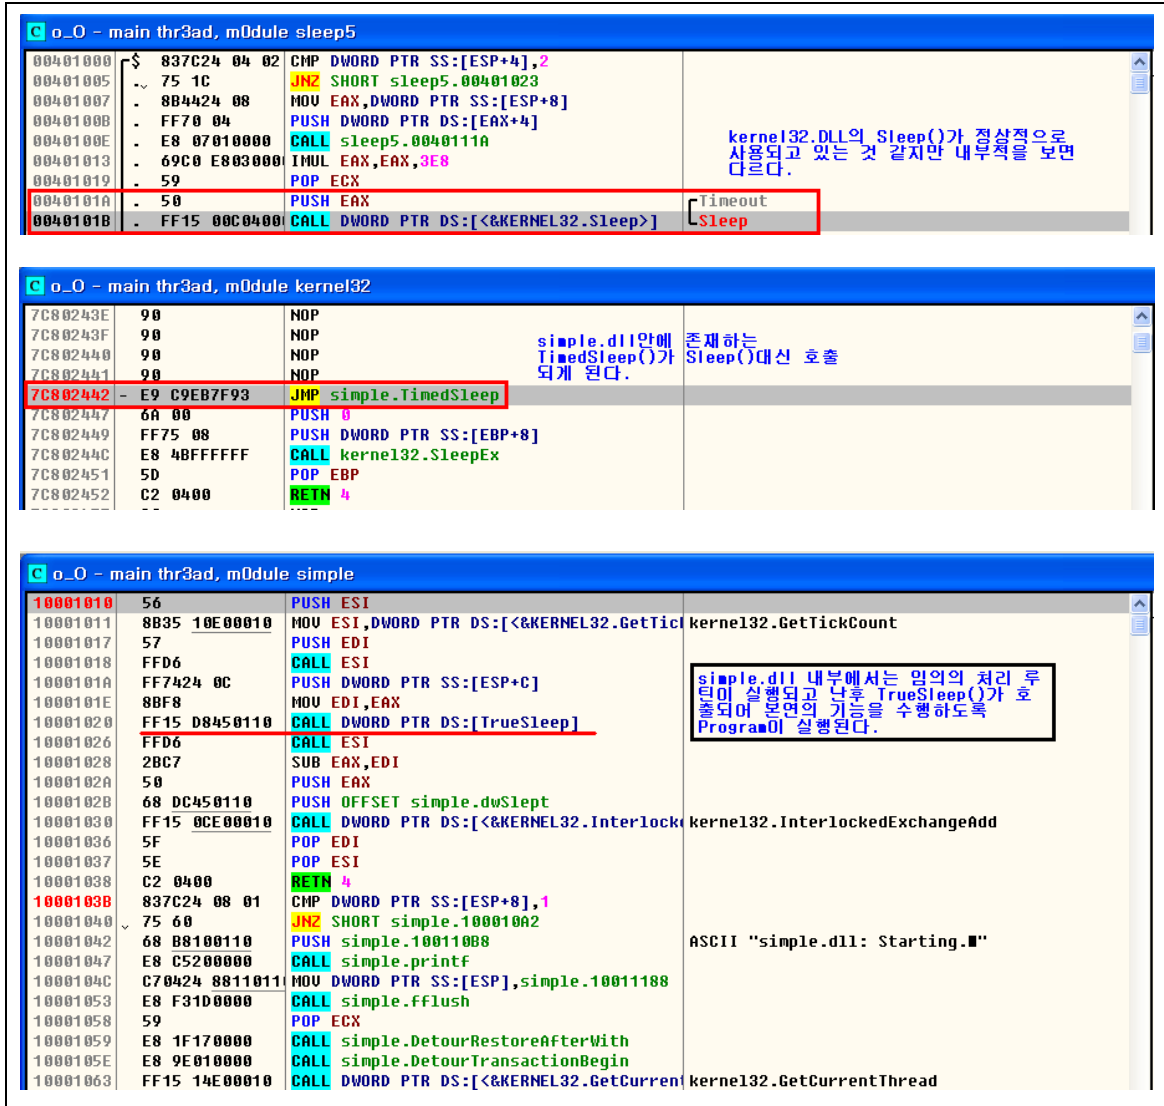 C o_O - main thr3ad, m0dule sleep5
00401000 $ 837C24 04 02 CMP DWORD PTR SS:[ESP+4],2
00401005 . 75 1C JNZ SHORT sleep5.00401023
00401007 . 8B4424 08 MOV EAX,DWORD PTR SS:[ESP+8]
0040100B . FF70 04 PUSH DWORD PTR DS:[EAX+4]
0040100E . E8 07010000 CALL sleep5.0040111A
00401013 . 69C0 E803000 IMUL EAX,EAX,3E8
00401019 . 59 POP ECX
0040101A . 50 PUSH EAX Timeout
0040101B . FF15 00C0400 CALL DWORD PTR DS:[<&KERNEL32.Sleep>] Sleep
kernel32.DLL의 Sleep()가 정상적으로
사용되고 있는 것 같지만 내부적을 보면
다르다.
C o_O - main thr3ad, m0dule kernel32
7C80243E 90 NOP
7C80243F 90 NOP
7C802440 90 NOP
7C802441 90 NOP
7C802442 - E9 C9EB7F93 JMP simple.TimedSleep
7C802447 6A 00 PUSH 0
7C802449 FF75 08 PUSH DWORD PTR SS:[EBP+8]
7C80244C E8 4BFFFFFF CALL kernel32.SleepEx
7C802451 5D POP EBP
7C802452 C2 0400 RETN 4
simple.dll안에 존재하는
TimedSleep()가 Sleep()대신 호출
되게 된다.
C o_O - main thr3ad, m0dule simple
10001010 56 PUSH ESI
10001011 8B35 10E00010 MOV ESI,DWORD PTR DS:[<&KERNEL32.GetTick kernel32.GetTickCount
10001017 57 PUSH EDI
10001018 FFD6 CALL ESI
1000101A FF7424 0C PUSH DWORD PTR SS:[ESP+C]
1000101E 8BF8 MOV EDI,EAX
10001020 FF15 D8450110 CALL DWORD PTR DS:[TrueSleep]
10001026 FFD6 CALL ESI
10001028 2BC7 SUB EAX,EDI
1000102A 50 PUSH EAX
1000102B 68 DC450110 PUSH OFFSET simple.dwSlept
10001030 FF15 0CE00010 CALL DWORD PTR DS:[<&KERNEL32.Interlock kernel32.InterlockedExchangeAdd
10001036 5F POP EDI
10001037 5E POP ESI
10001038 C2 0400 RETN 4
1000103B 837C24 08 01 CMP DWORD PTR SS:[ESP+8],1
10001040 75 60 JNZ SHORT simple.100010A2
10001042 68 B8100110 PUSH simple.100110B8 ASCII "simple.dll: Starting.■"
10001047 E8 C5200000 CALL simple.printf
1000104C C70424 8811011 MOV DWORD PTR SS:[ESP],simple.10011188
10001053 E8 F31D0000 CALL simple.fflush
10001058 59 POP ECX
10001059 E8 1F170000 CALL simple.DetourRestoreAfterWith
1000105E E8 9E010000 CALL simple.DetourTransactionBegin
10001063 FF15 14E00010 CALL DWORD PTR DS:[<&KERNEL32.GetCurrent kernel32.GetCurrentThread
simple.dll 내부에서는 임의의 처리 루
틴이 실행되고 난후 TrueSleep()가 호
출되어 본연의 기능을 수행하도록
Program이 실행된다.